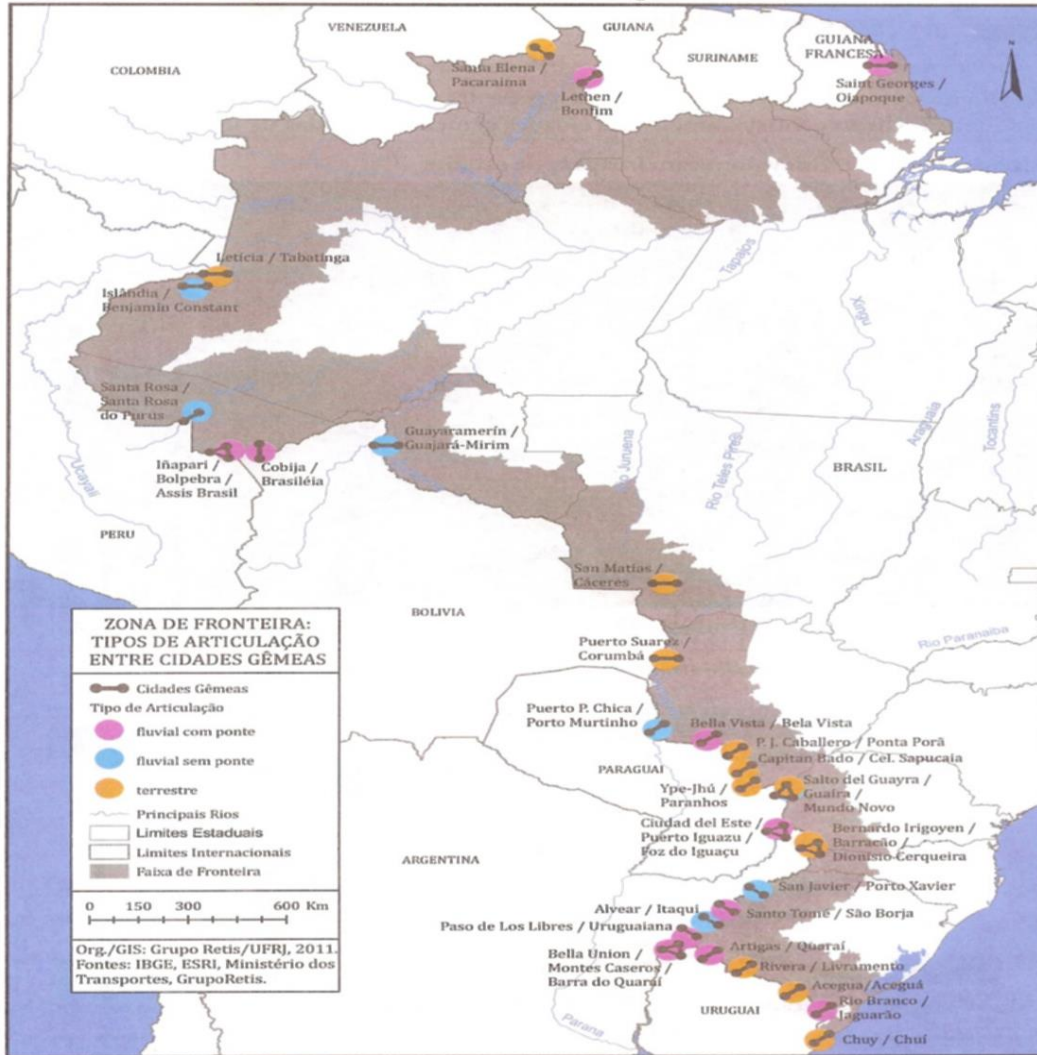 VENEZUELA
GUIANA
GUIANA
FRANCESA
SURINAME
COLOMBIA
N
Santa Elena /
Pacaraima
Lethen /
Bonfim
Saint Georges /
Oiapoque
Letícia / Tabatinga
Islândia /
Benjamin Constant
Tapajos
Xingu
Santa Rosa /
Santa Rosa
do Purus
Guayaramerín /
Guajará-Mirim
Iñapari /
Bolpebra /
Assis Brasil
Cobija /
Brasiléia
Ucayali
Rio Juruena
Rio Teles Pires
Araguaia
Tocantins
BRASIL
PERU
San Matías /
Cáceres
BOLIVIA
Rio Paranaiba
Puerto Suarez /
Corumbá
Puerto P. Chica /
Porto Murtinho
Bella Vista / Bela Vista
P. J. Caballero / Ponta Porã
Capitan Bado / Cel. Sapucaia
PARAGUAI
Ype-Jhú /
Paranhos
Salto del Guayra /
Guaíra /
Mundo Novo
Ciudad del Este /
Puerto Iguazu /
Foz do Iguaçu
Bernardo Irigoyen /
Barracão /
Dionísio Cerqueira
ARGENTINA
San Javier / Porto Xavier
Alvear / Itaqui
Santo Tomé / São Borja
Paso de Los Libres / Uruguaiana
Bella Union /
Montes Caseros /
Barra do Quaraí
Artigas / Quaraí
Rivera / Livramento
Acegua/Aceguá
URUGUAI
Rio Branco /
Jaguarão
Parana
Chuy / Chuí
ZONA DE FRONTEIRA:
TIPOS DE ARTICULAÇÃO
ENTRE CIDADES GÊMEAS
Cidades Gêmeas
Tipo de Articulação
fluvial com ponte
fluvial sem ponte
terrestre
Principais Rios
Limites Estaduais
Limites Internacionais
Faixa de Fronteira
0 150 300 600 Km
Org./GIS: Grupo Retis/UFRJ, 2011.
Fontes: IBGE, ESRI, Ministério dos
Transportes, GrupoRetis.